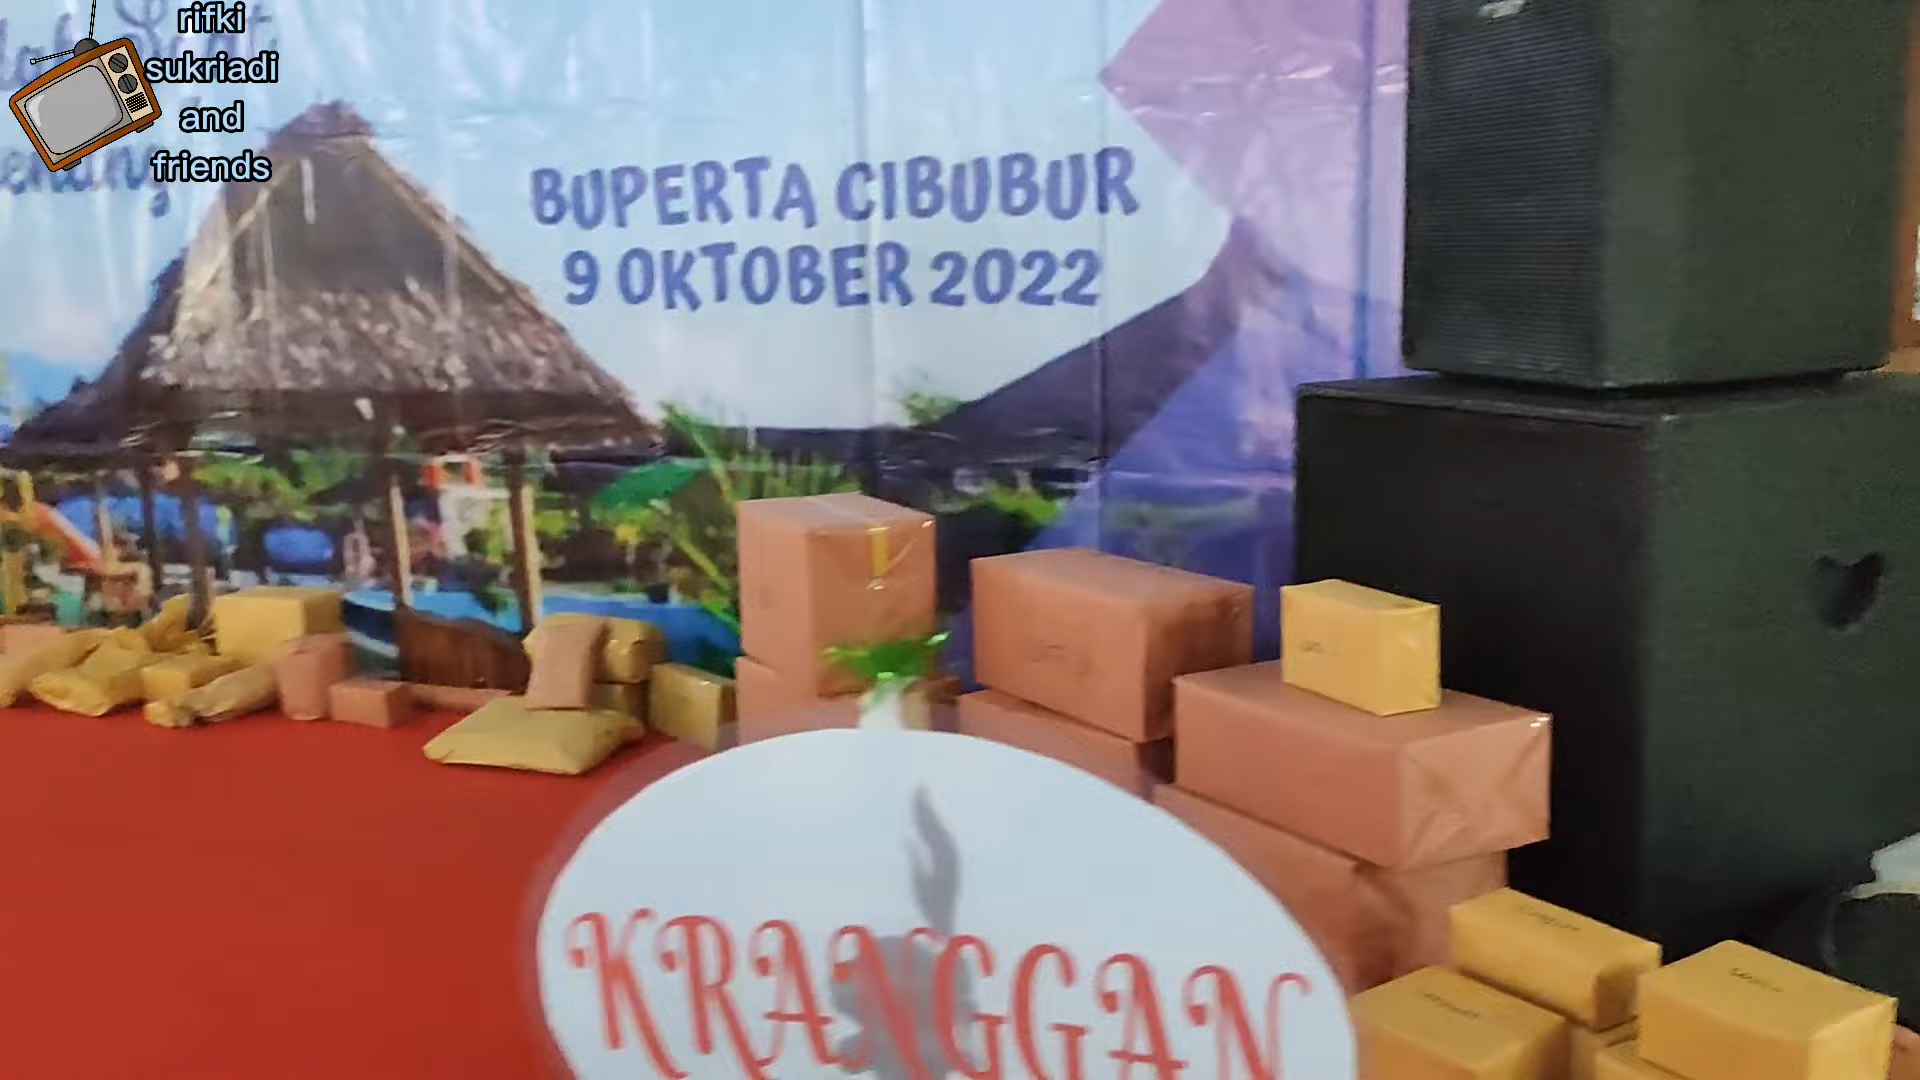 rifki
sukriadi
and
friends
BUPERTA CIBUBUR
9 OKTOBER 2022
KRANGGAN